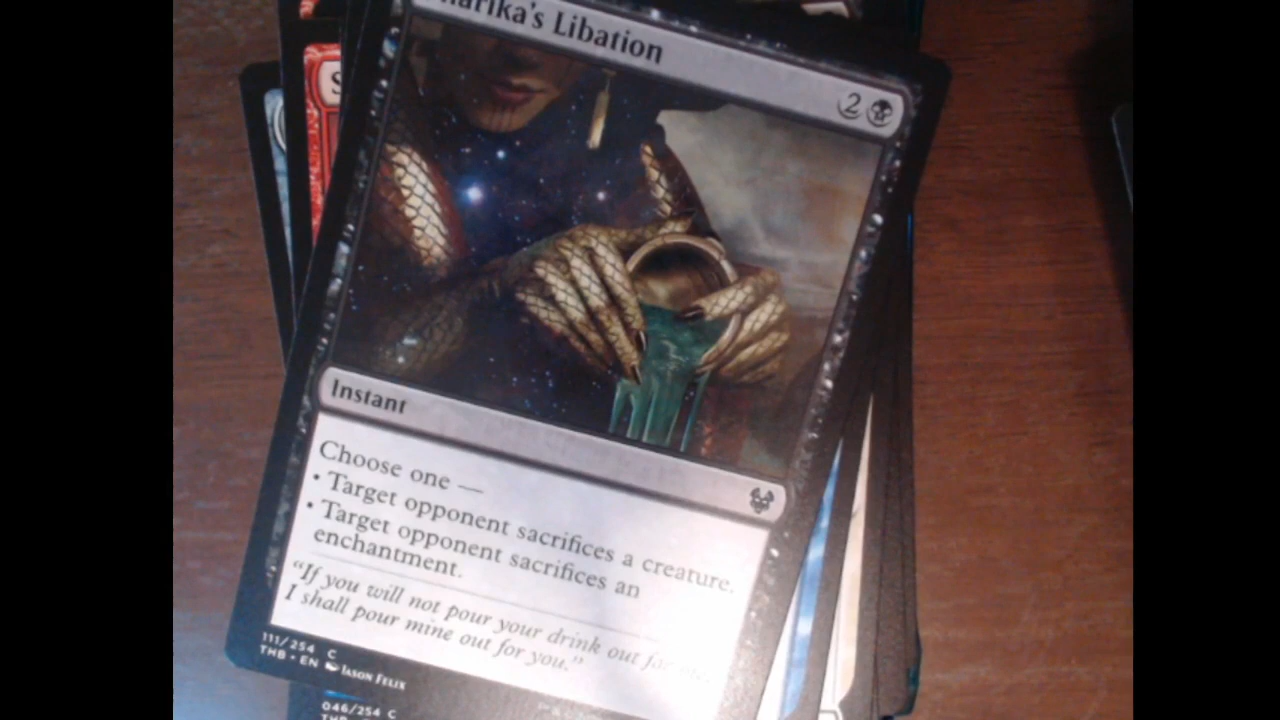 Libation
2
Instant
Choose one —
• Target opponent sacrifices a creature.
• Target opponent sacrifices an
enchantment.
"If you will not pour your drink out for me,
I shall pour mine out for you."
111/254 C
THB • EN JASON FELIX
046/254 C
S